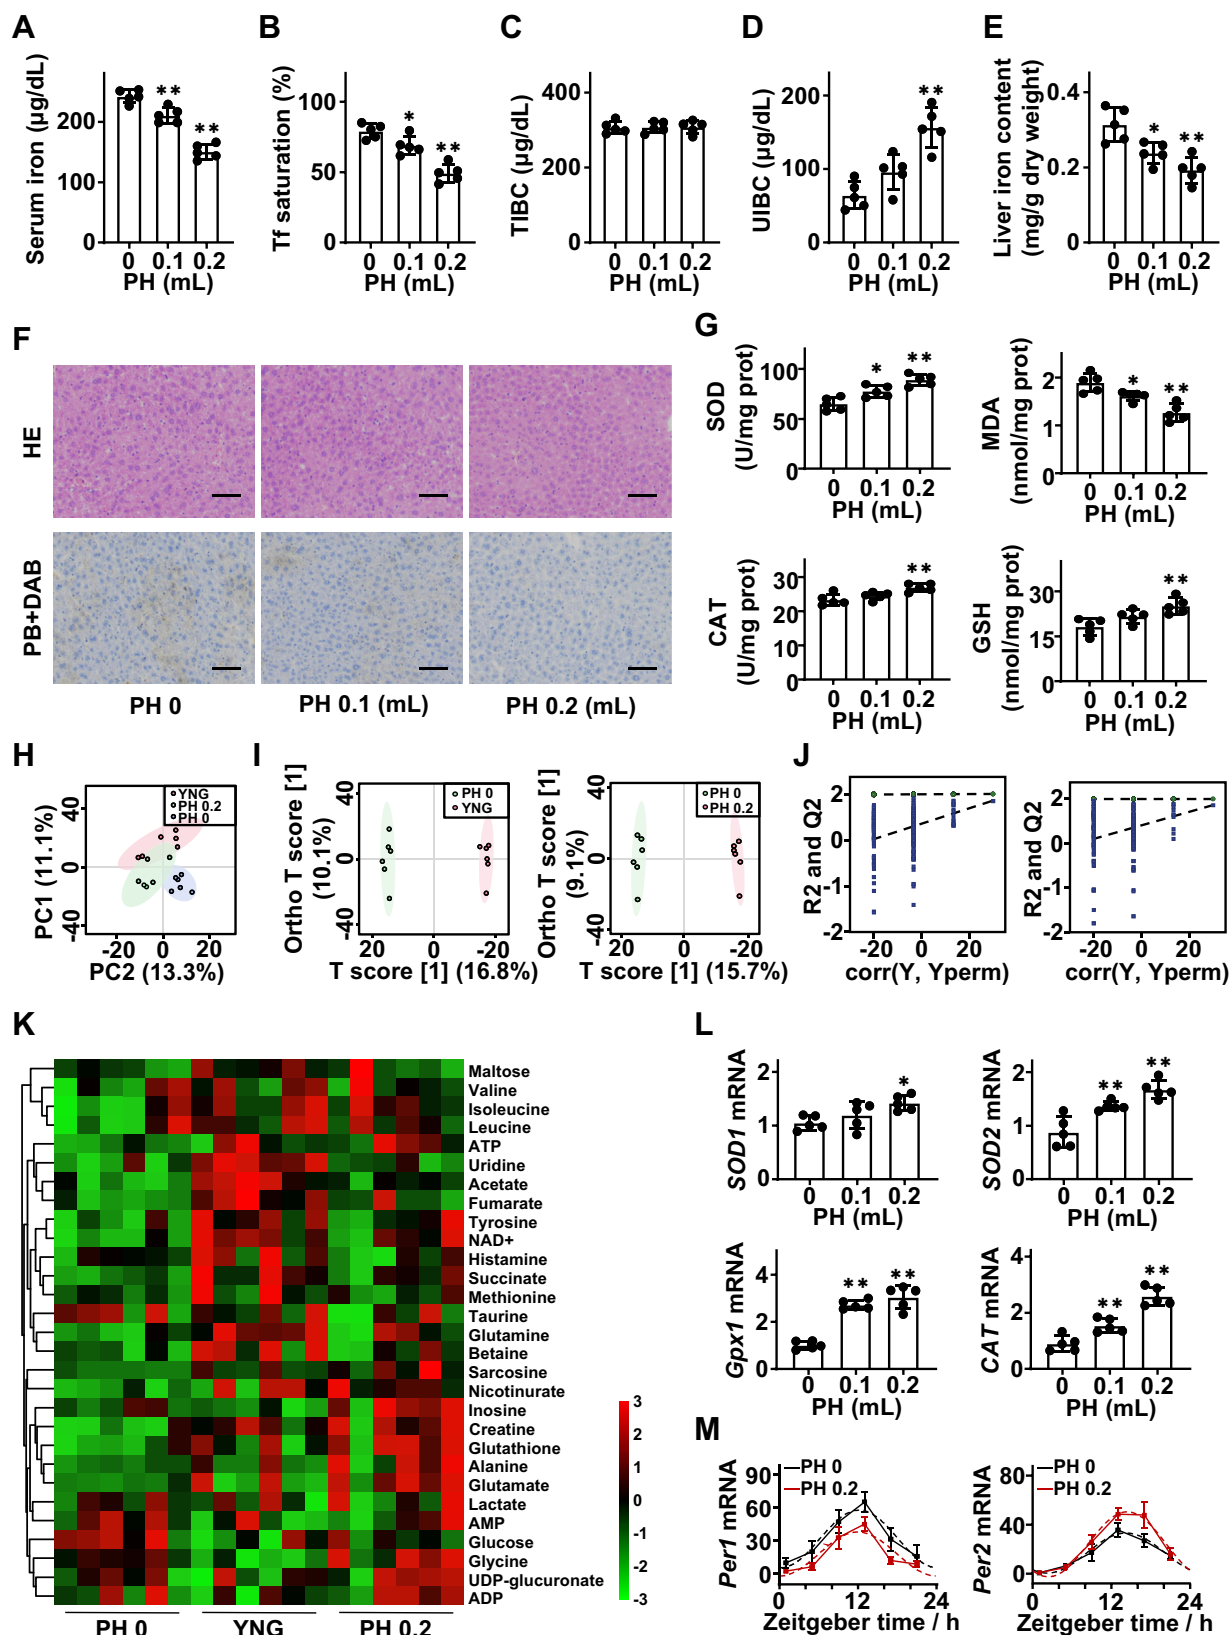 A
B
C
D
E
Serum iron (µg/dL)
200
100
0
**
**
0 0.1 0.2
PH (mL)
Tf saturation (%)
100
50
0
*
**
0 0.1 0.2
PH (mL)
TIBC (µg/dL)
400
200
0
0 0.1 0.2
PH (mL)
UIBC (µg/dL)
200
100
0
**
0 0.1 0.2
PH (mL)
Liver iron content
(mg/g dry weight)
0.4
0.2
0
*
**
0 0.1 0.2
PH (mL)
F
HE
PB+DAB
PH 0 PH 0.1 (mL) PH 0.2 (mL)
G
SOD
(U/mg prot)
100
50
0
*
**
0 0.1 0.2
PH (mL)
MDA
(nmol/mg prot)
2
1
0
*
**
0 0.1 0.2
PH (mL)
CAT
(U/mg prot)
30
20
10
0
**
0 0.1 0.2
PH (mL)
GSH
(nmol/mg prot)
30
15
0
**
0 0.1 0.2
PH (mL)
H
PC1 (11.1%)
40
0
-40
YNG
PH 0.2
PH 0
-20 0 20
PC2 (13.3%)
I
Ortho T score [1]
(10.1%)
40
0
-40
PH 0
YNG
20 0 -20
T score [1] (16.8%)
Ortho T score [1]
(9.1%)
40
0
-40
PH 0
PH 0.2
20 0 -20
T score [1] (15.7%)
J
R2 and Q2
2
1
0
-1
-2
-20 0 20
corr(Y, Yperm)
R2 and Q2
2
1
0
-1
-2
-20 0 20
corr(Y, Yperm)
K
Maltose
Valine
Isoleucine
Leucine
ATP
Uridine
Acetate
Fumarate
Tyrosine
NAD+
Histamine
Succinate
Methionine
Taurine
Glutamine
Betaine
Sarcosine
Nicotinurate
Inosine
Creatine
Glutathione
Alanine
Glutamate
Lactate
AMP
Glucose
Glycine
UDP-glucuronate
ADP
PH 0 YNG PH 0.2
3
2
1
0
-1
-2
-3
L
SOD1 mRNA
2
1
0
*
0 0.1 0.2
PH (mL)
SOD2 mRNA
2
1
0
**
**
0 0.1 0.2
PH (mL)
Gpx1 mRNA
4
2
0
**
**
0 0.1 0.2
PH (mL)
CAT mRNA
4
2
0
**
**
0 0.1 0.2
PH (mL)
M
Per1 mRNA
90
60
30
0
PH 0
PH 0.2
0 12 24
Zeitgeber time / h
Per2 mRNA
80
40
0
PH 0
PH 0.2
0 12 24
Zeitgeber time / h